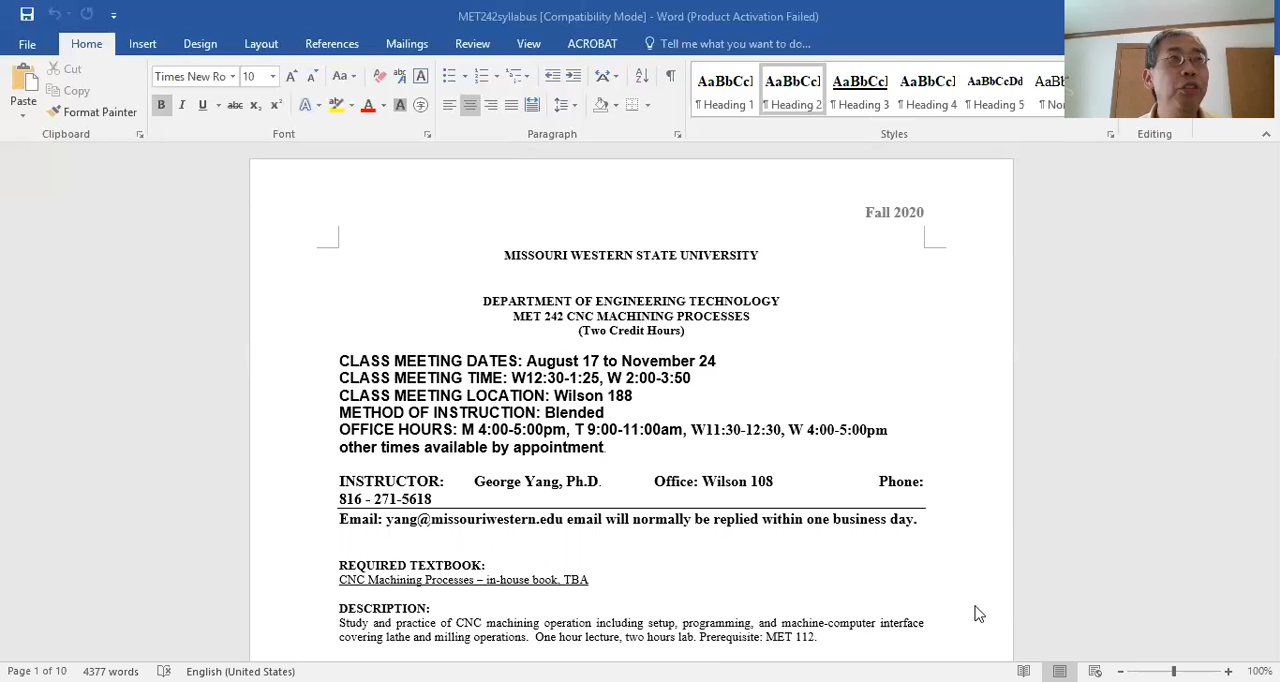 MET242syllabus [Compatibility Mode] - Word (Product Activation Failed)
File Home Insert Design Layout References Mailings Review View ACROBAT Tell me what you want to do...
Paste
Cut
Copy
Format Painter
Times New Ro 10
Aa
B I U abc X₂ X²
A
AaBbCc AaBbCc AaBbCc AaBbCc AaBbCcDd AaBb
¶ Heading 1 ¶ Heading 2 ¶ Heading 3 ¶ Heading 4 ¶ Heading 5 ¶ No
Clipboard Font Paragraph Styles Editing
Fall 2020
MISSOURI WESTERN STATE UNIVERSITY
DEPARTMENT OF ENGINEERING TECHNOLOGY
MET 242 CNC MACHINING PROCESSES
(Two Credit Hours)
CLASS MEETING DATES: August 17 to November 24
CLASS MEETING TIME: W12:30-1:25, W 2:00-3:50
CLASS MEETING LOCATION: Wilson 188
METHOD OF INSTRUCTION: Blended
OFFICE HOURS: M 4:00-5:00pm, T 9:00-11:00am, W11:30-12:30, W 4:00-5:00pm
other times available by appointment.
INSTRUCTOR: George Yang, Ph.D. Office: Wilson 108 Phone:
816 - 271-5618
Email: yang@missouriwestern.edu email will normally be replied within one business day.
REQUIRED TEXTBOOK:
CNC Machining Processes – in-house book, TBA
DESCRIPTION:
Study and practice of CNC machining operation including setup, programming, and machine-computer interface
covering lathe and milling operations. One hour lecture, two hours lab. Prerequisite: MET 112.
Page 1 of 10 4377 words English (United States) 100%